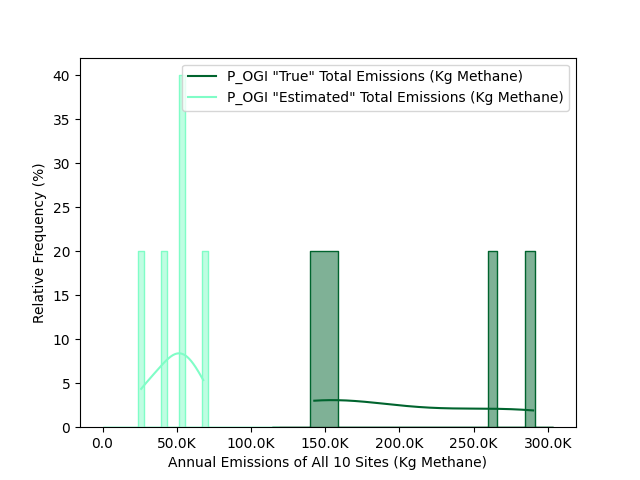 P_OGI "True" Total Emissions (Kg Methane)
P_OGI "Estimated" Total Emissions (Kg Methane)
40
35
30
25
20
15
10
5
0
Relative Frequency (%)
0.0 50.0K 100.0K 150.0K 200.0K 250.0K 300.0K
Annual Emissions of All 10 Sites (Kg Methane)